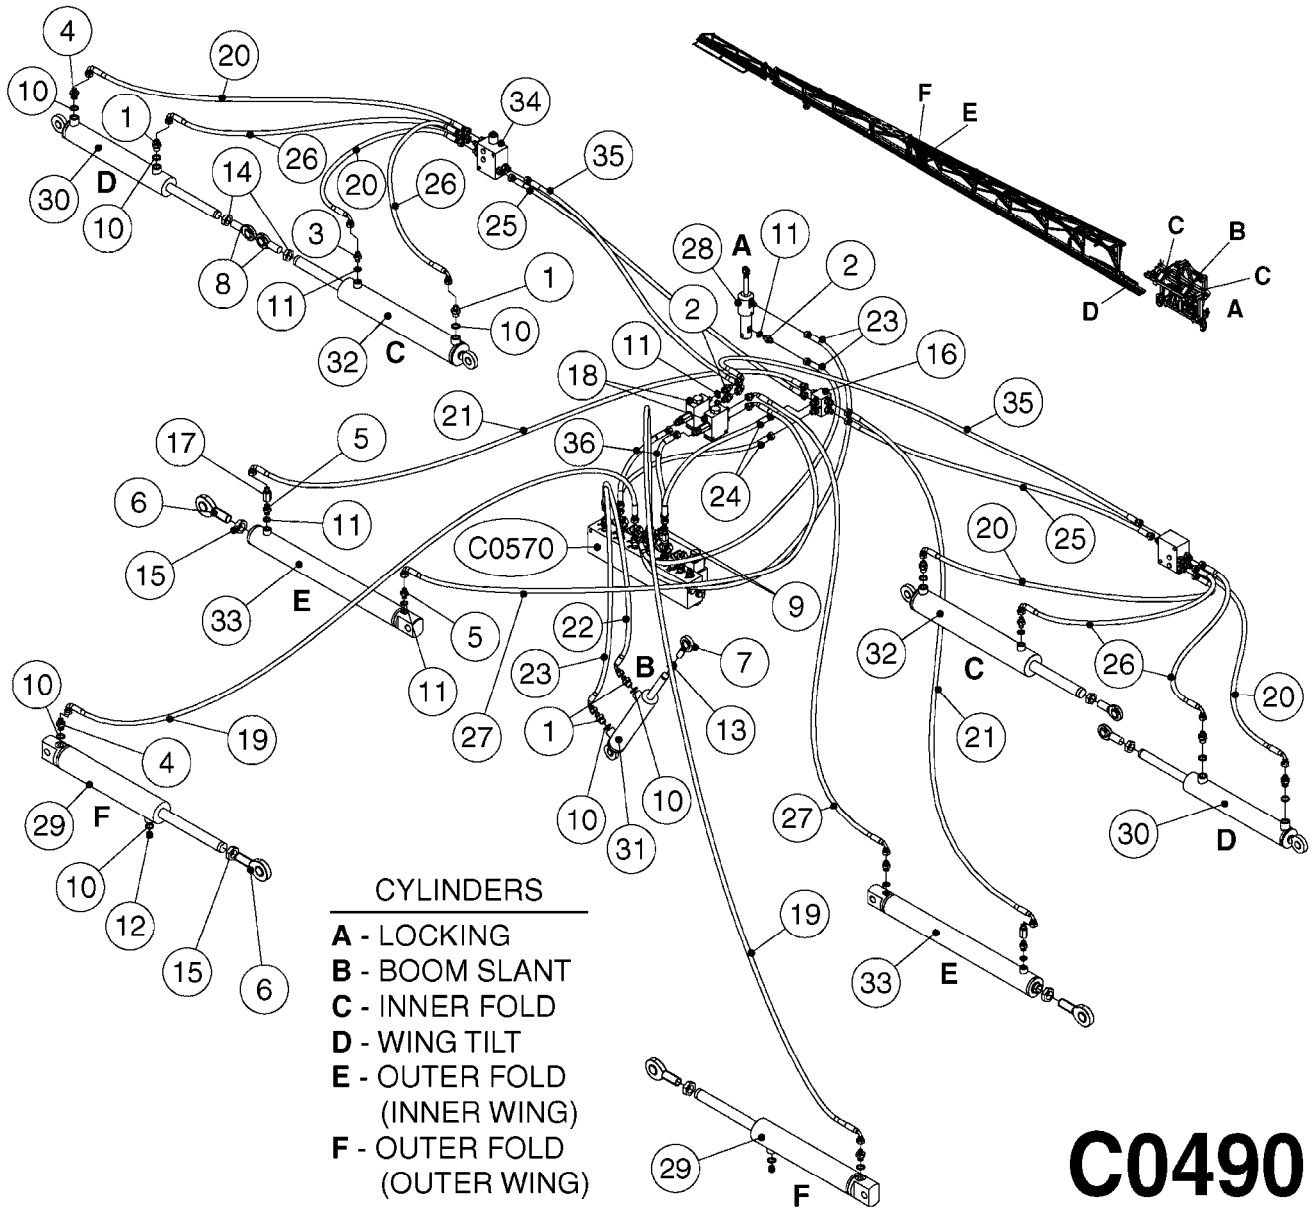 4
20
10
1
34
F
E
26
35
30
D
14
20
26
25
10
8
3
11
1
10
32
C
A
11
28
2
C
B
C
D
A
2
23
11
16
18
35
21
17
5
36
6
24
11
25
20
15
C0570
33
E
9
5
22
32
C
26
B
7
10
23
11
20
19
27
1
13
21
4
10
10
27
30
D
29
F
31
10
12
CYLINDERS
19
15
6
A - LOCKING
33
E
B - BOOM SLANT
C - INNER FOLD
D - WING TILT
E - OUTER FOLD
(INNER WING)
F - OUTER FOLD
(OUTER WING)
29
F
C0490